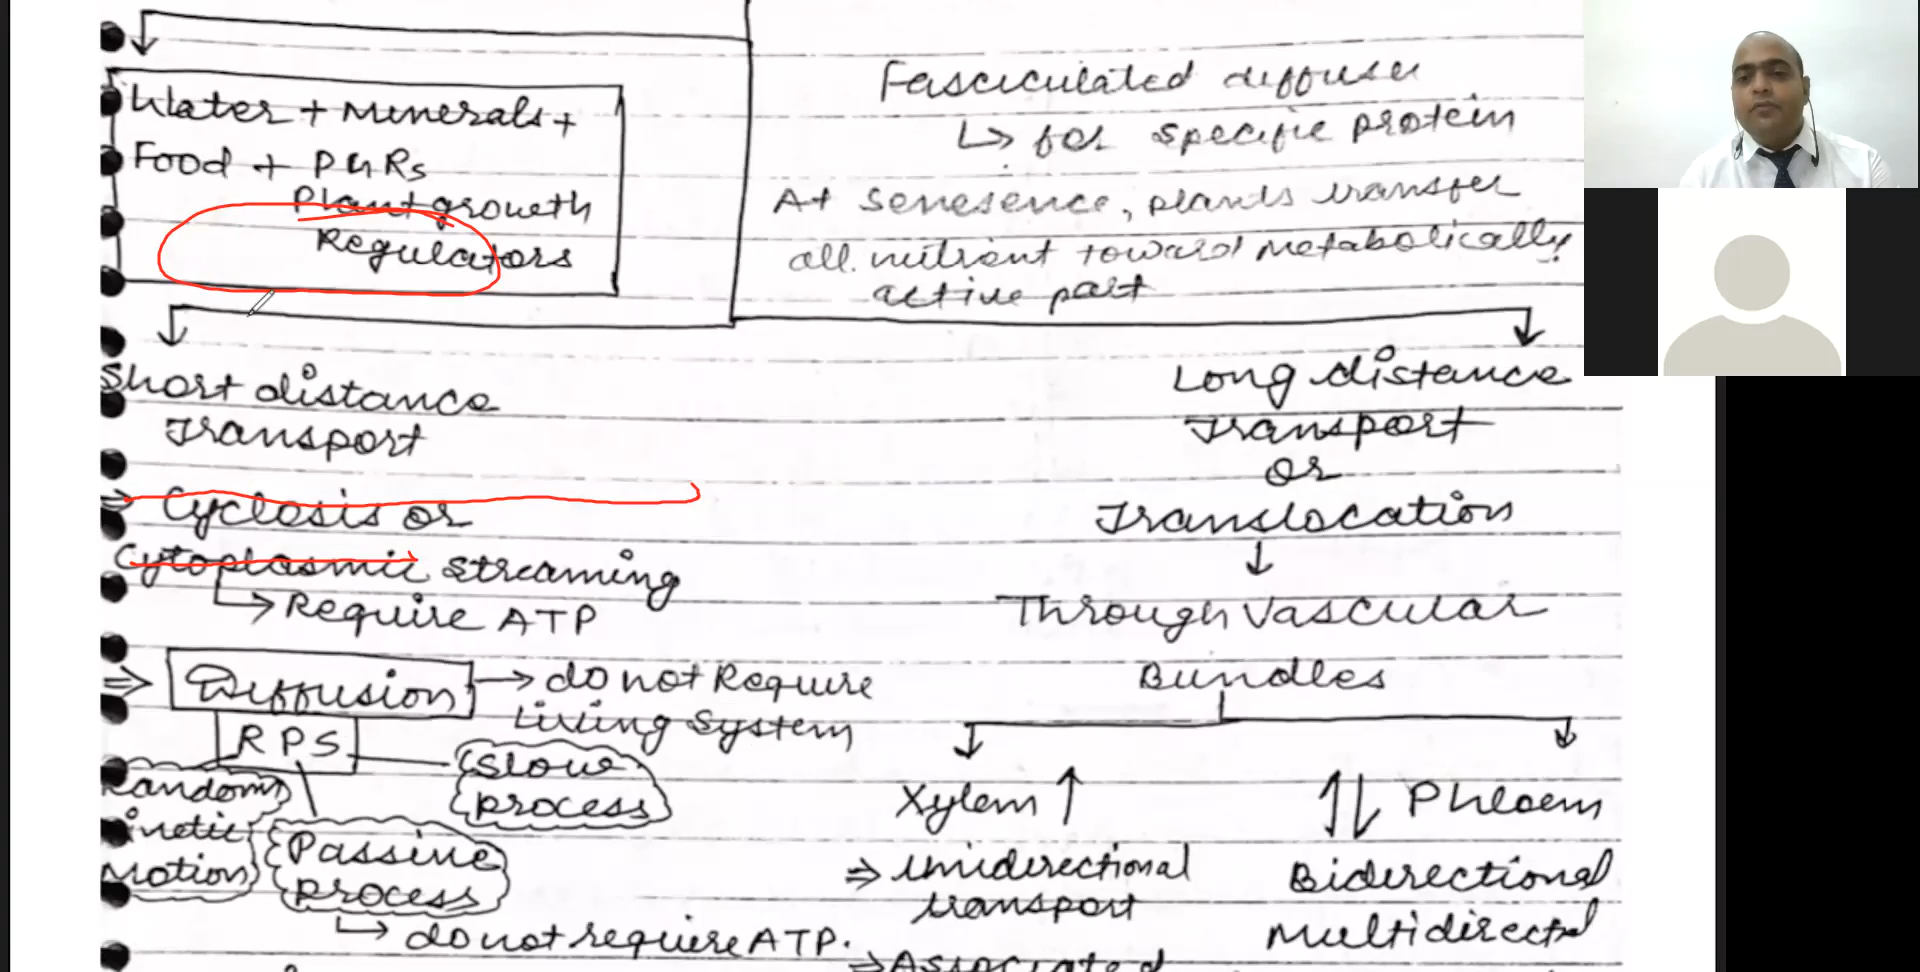 Water + Minerals +
Food + PGRs
Plant growth
Regulators
Fasciculated diffuser
↳ for specific protein
At senesence, plants transfer
all nutrient toward metabolically
active part
Short distance
Transport
⇒ Cyclosis or
Cytoplasmic streaming
↳ Require ATP
⇒ Diffusion → do not Require
Living System
RPS
Random
Kinetic
Motion
Passive
process
↳ do not require ATP.
Slow
process
Long distance
Transport
or
Translocation
↓
Through Vascular
Bundles
Xylem ↑
⇒ Unidirectional
transport
⇒ Associated
↑↓ Phloem
Bidirectional
Multidirectnal